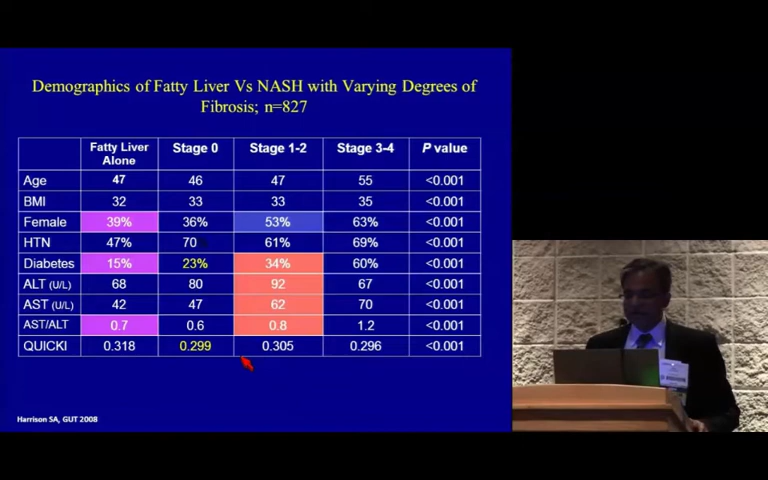 Demographics of Fatty Liver Vs NASH with Varying Degrees of
Fibrosis; n=827
Fatty Liver Alone Stage 0 Stage 1-2 Stage 3-4 P value
Age 47 46 47 55 <0.001
BMI 32 33 33 35 <0.001
Female 39% 36% 53% 63% <0.001
HTN 47% 70 61% 69% <0.001
Diabetes 15% 23% 34% 60% <0.001
ALT (U/L) 68 80 92 67 <0.001
AST (U/L) 42 47 62 70 <0.001
AST/ALT 0.7 0.6 0.8 1.2 <0.001
QUICKI 0.318 0.299 0.305 0.296 <0.001
Harrison SA, GUT 2008